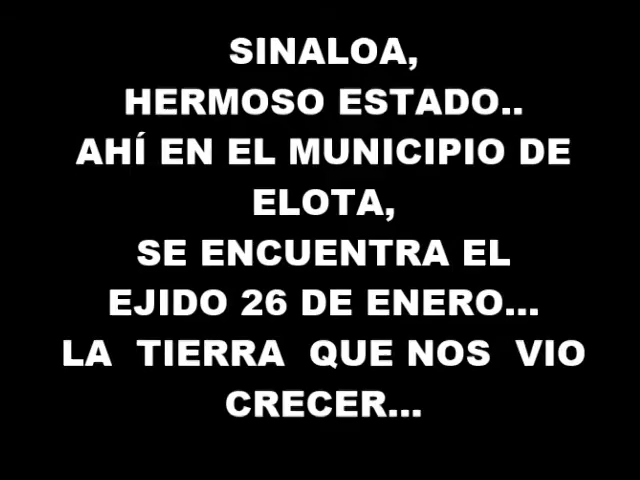 SINALOA,
HERMOSO ESTADO..
AHÍ EN EL MUNICIPIO DE
ELOTA,
SE ENCUENTRA EL
EJIDO 26 DE ENERO...
LA TIERRA QUE NOS VIO
CRECER...